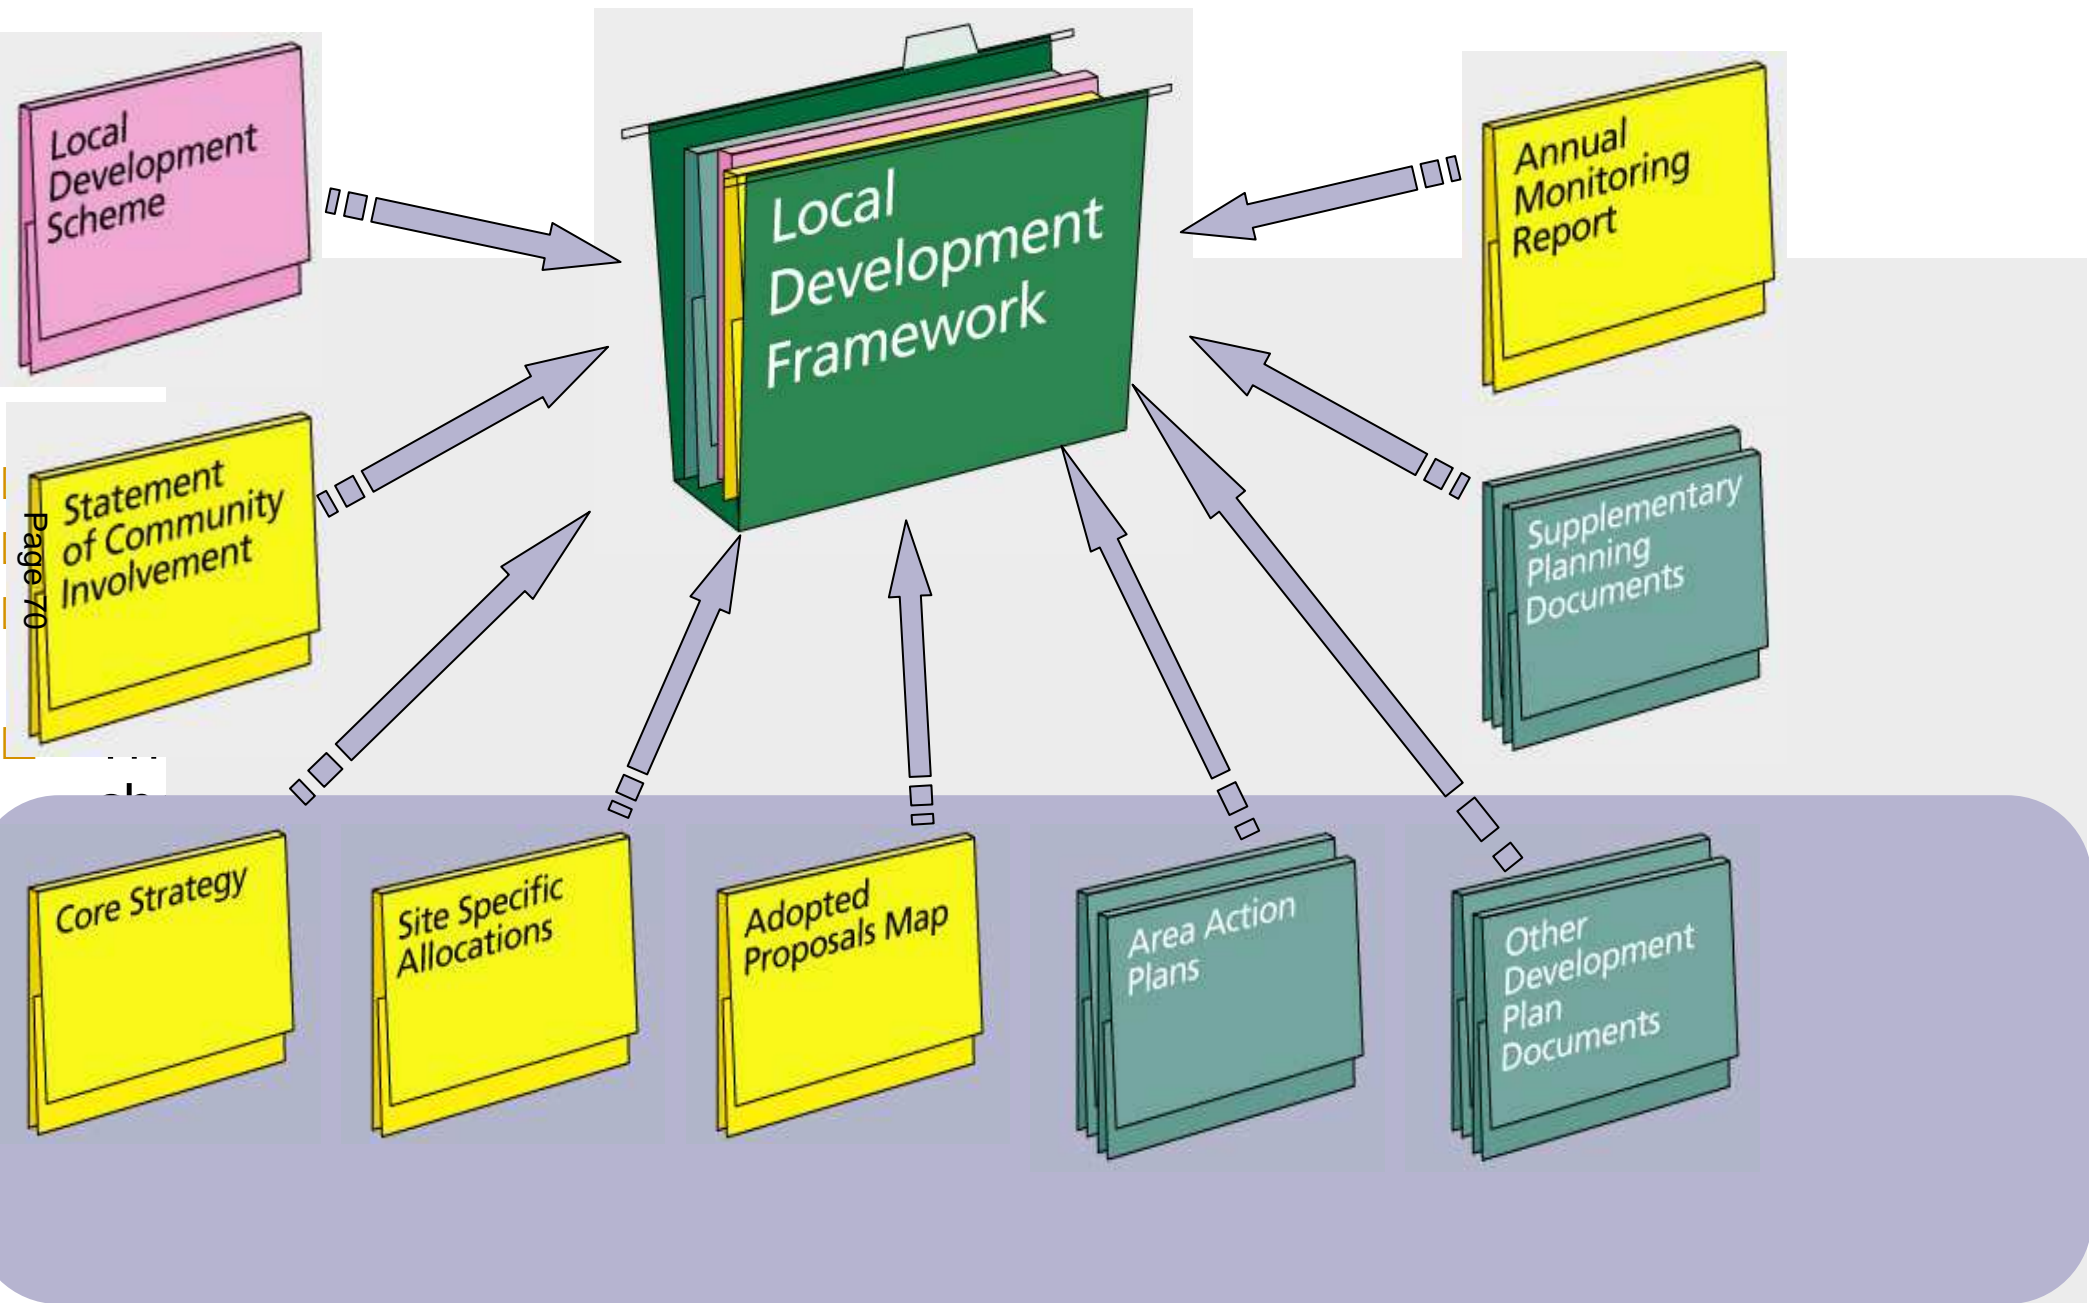 Local
Development
Scheme
Local
Development
Framework
Annual
Monitoring
Report
Statement
of Community
Involvement
Page 70
Supplementary
Planning
Documents
Core Strategy
Site Specific
Allocations
Adopted
Proposals Map
Area Action
Plans
Other
Development
Plan
Documents